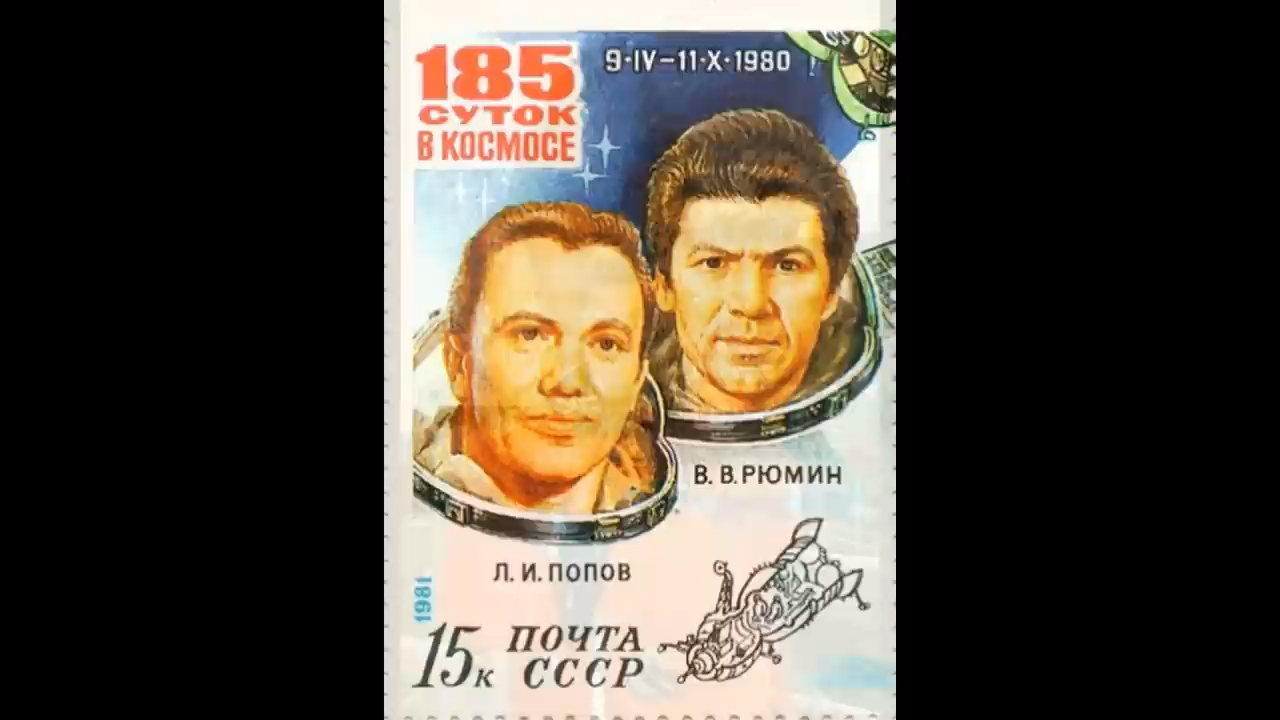 185
СУТОК
В КОСМОСЕ
9·IV–11·X·1980
В. В. РЮМИН
Л. И. ПОПОВ
1981
15к
ПОЧТА
СССР